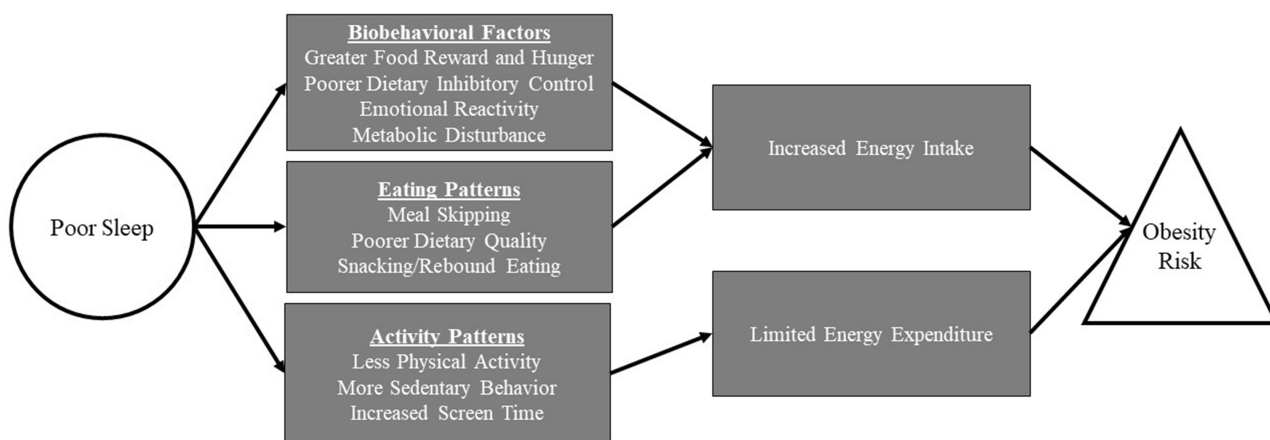 Poor Sleep
Biobehavioral Factors
Greater Food Reward and Hunger
Poorer Dietary Inhibitory Control
Emotional Reactivity
Metabolic Disturbance
Eating Patterns
Meal Skipping
Poorer Dietary Quality
Snacking/Rebound Eating
Activity Patterns
Less Physical Activity
More Sedentary Behavior
Increased Screen Time
Increased Energy Intake
Limited Energy Expenditure
Obesity
Risk